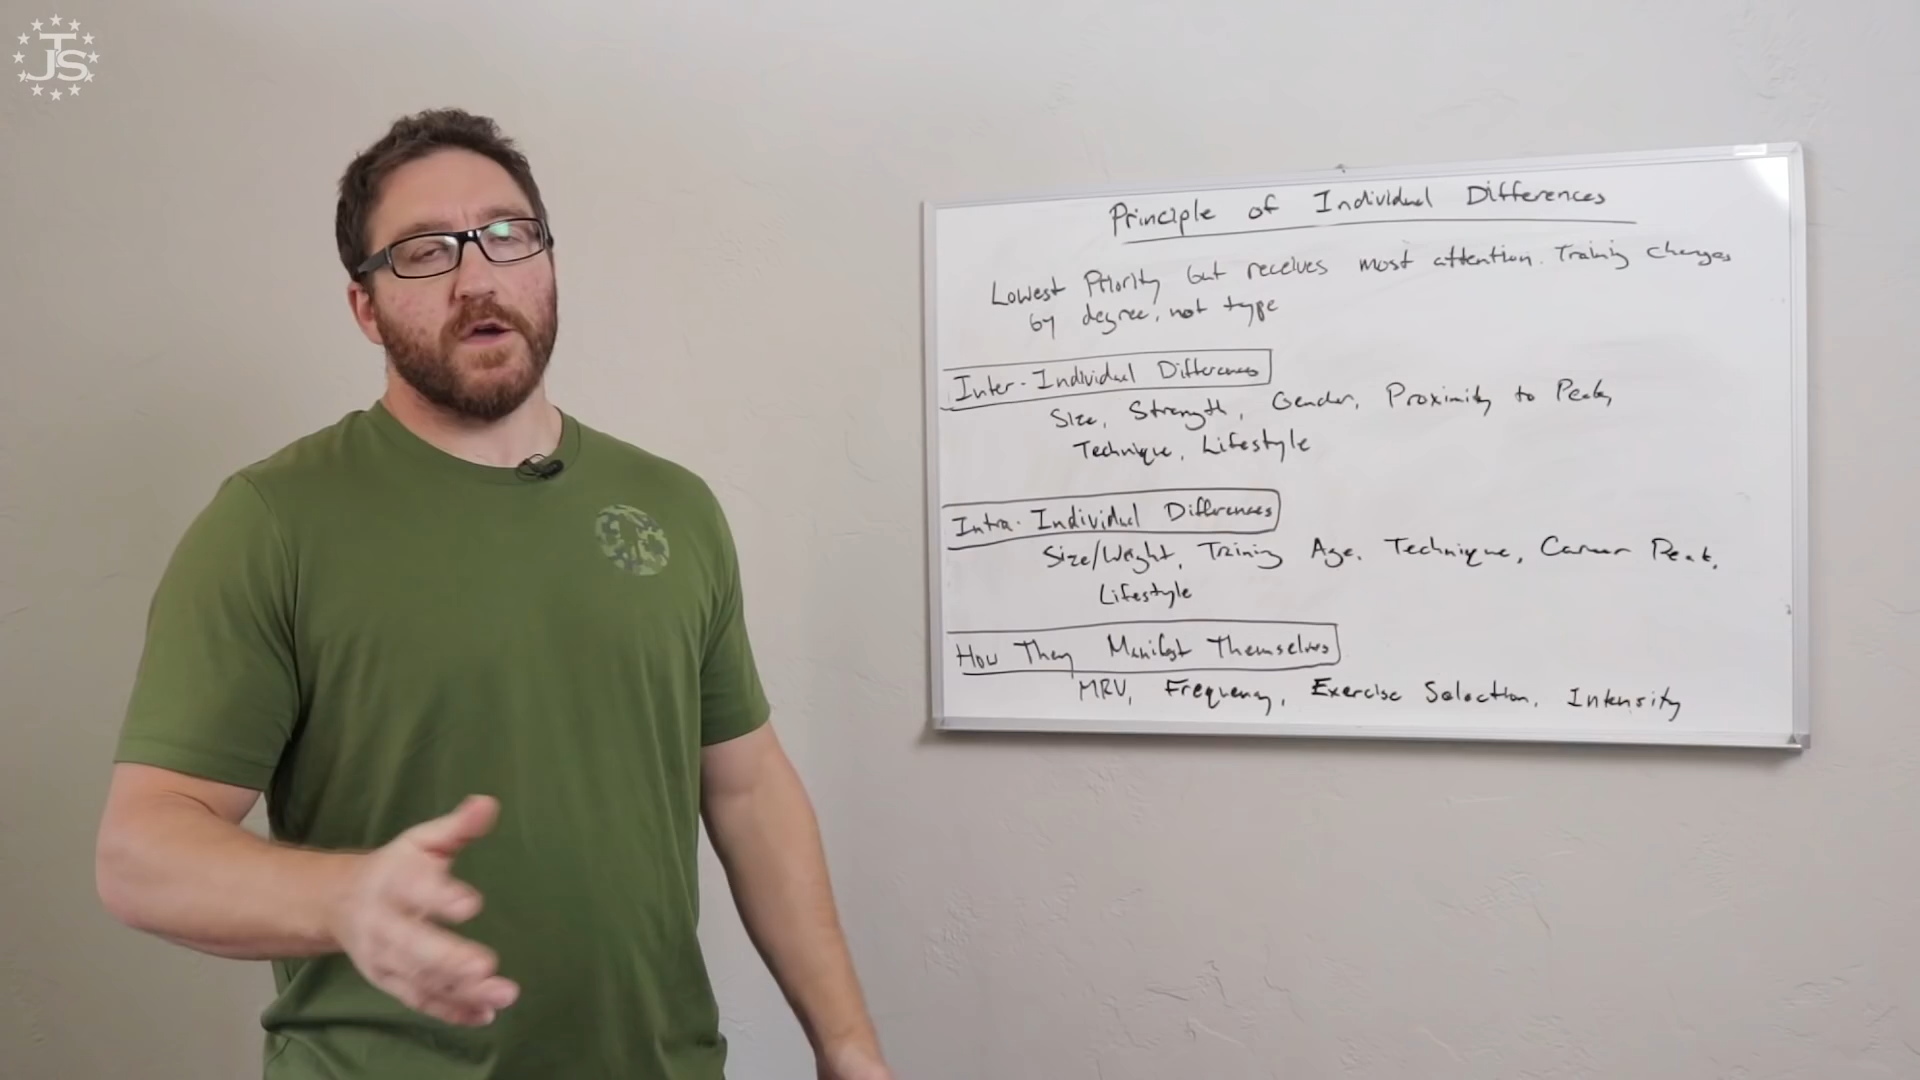 JTS
Principle of Individual Differences
Lowest Priority but receives most attention. Training changes
by degree, not type
Inter-Individual Differences
Size, Strength, Gender, Proximity to Peak,
Technique, Lifestyle
Intra-Individual Differences
Size/Weight, Training Age, Technique, Career Peak,
Lifestyle
How They Manifest Themselves
MRV, Frequency, Exercise Selection, Intensity